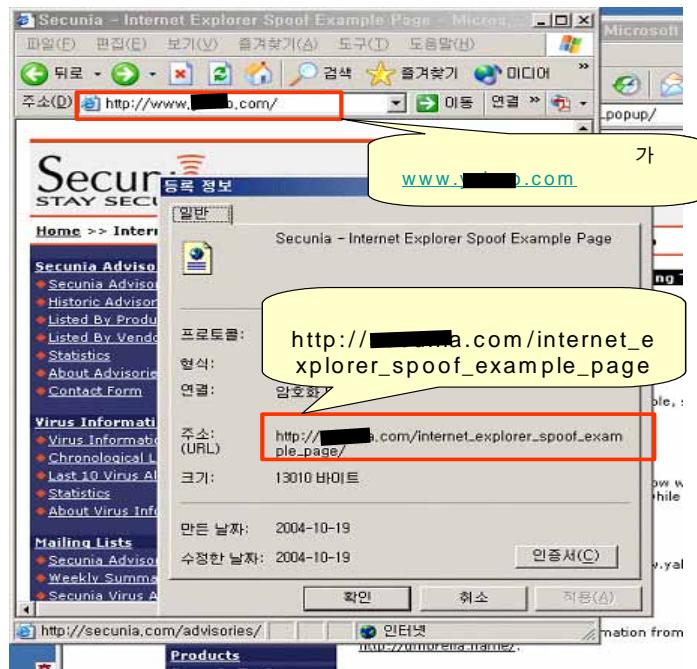 Secunia - Internet Explorer Spoof Example Page - Micros
Microsoft
파일(F) 편집(E) 보기(V) 즐겨찾기(A) 도구(T) 도움말(H)
뒤로 검색 즐겨찾기 미디어 »
주소(D) http://www. .com/ 이동 연결 »
_popup/
가
www.y o.com
Secun
STAY SECU
등록 정보
일반
Home >> Intern
Secunia - Internet Explorer Spoof Example Page
Secunia Adviso
Secunia Advisor
Historic Advisor
Listed By Produ
Listed By Vendo
Statistics
About Advisorie
Contact Form
프로토콜:
http:// a.com/internet_e
xplorer_spoof_example_page
형식:
연결: 암호화
ple,
Virus Informati
Virus Informatio
Chronological L
Last 10 Virus Al
Statistics
About Virus Info
주소:
(URL)
http:// a.com/internet_explorer_spoof_exam
ple_page/
크기: 13010 바이트
만든 날짜: 2004-10-19
수정한 날짜: 2004-10-19
인증서(C)
Mailing Lists
Secunia Advisor
Weekly Summa
Secunia Virus A
확인 취소 적용(A)
http://secunia.com/advisories/ 인터넷
mation from
Products
http://umbrella.name/.